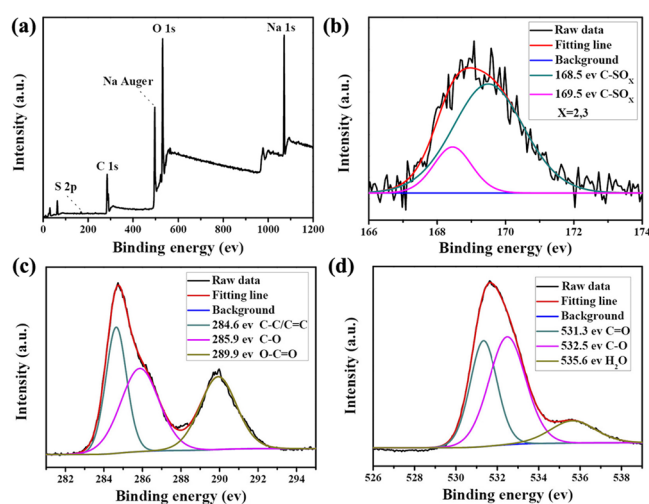 (a)
O 1s
Na 1s
Na Auger
C 1s
S 2p
Intensity (a.u.)
0 200 400 600 800 1000 1200
Binding energy (ev)
(b)
Raw data
Fitting line
Background
168.5 ev C-SOX
169.5 ev C-SOX
X=2,3
Intensity (a.u.)
166 168 170 172 174
Binding energy (ev)
(c)
Raw data
Fitting line
Background
284.6 ev C-C/C=C
285.9 ev C-O
289.9 ev O-C=O
Intensity (a.u.)
282 284 286 288 290 292 294
Binding energy (ev)
(d)
Raw data
Fitting line
Background
531.3 ev C=O
532.5 ev C-O
535.6 ev H2O
Intensity (a.u.)
526 528 530 532 534 536 538
Binding energy (ev)